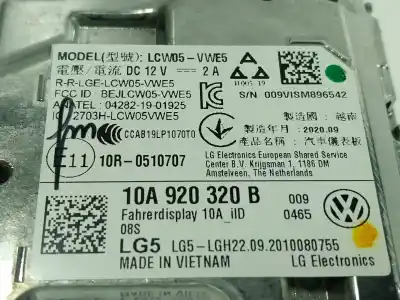 MODEL(型號): LCW05-VWE5
電壓/電流 DC 12 V ⎓ 2 A
R-R-LGE-LCW05-VWE5
FCC ID : BEJLCW05-VWE5
ANATEL : 04282-19-01925
IC : 2703H-LCW05VWE5
CCAB19LP1070T0
S/N : 009VISM896542
製造国 : 越南
製造年月 : 2020.09
產品名 : 汽車儀表板
E11
10R-0510707
LG Electronics European Shared Service
Center B.V. Krijgsman 1, 1186 DM
Amstelveen, The Netherlands
10A 920 320 B
009
Fahrerdisplay 10A_iID
0465
08S
LG5
LG5-LGH22.09.2010080755
MADE IN VIETNAM
LG Electronics